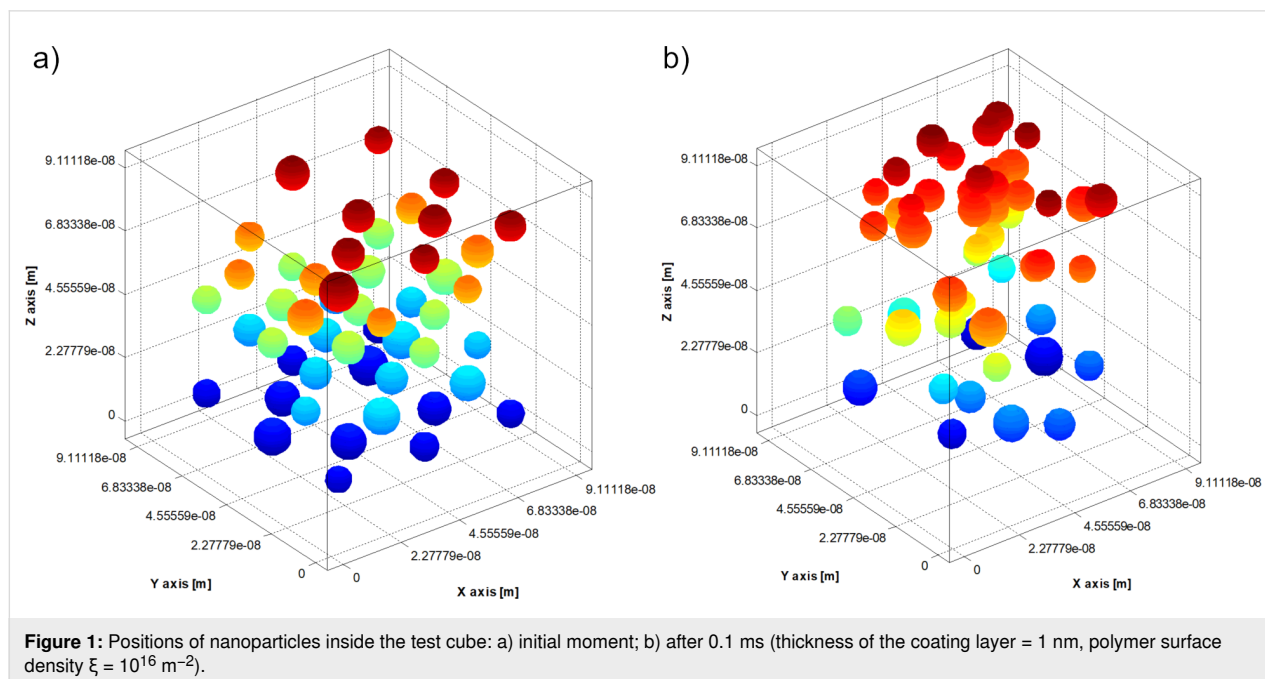 a)
b)
Z axis [m]
9.11118e-08
6.83338e-08
4.55559e-08
2.27779e-08
0
9.11118e-08
6.83338e-08
4.55559e-08
2.27779e-08
0
Y axis [m]
0
2.27779e-08
4.55559e-08
6.83338e-08
9.11118e-08
X axis [m]
Z axis [m]
9.11118e-08
6.83338e-08
4.55559e-08
2.27779e-08
0
9.11118e-08
6.83338e-08
4.55559e-08
2.27779e-08
0
Y axis [m]
0
2.27779e-08
4.55559e-08
6.83338e-08
9.11118e-08
X axis [m]
Figure 1: Positions of nanoparticles inside the test cube: a) initial moment; b) after 0.1 ms (thickness of the coating layer = 1 nm, polymer surface
density ξ = 10¹⁶ m⁻²).